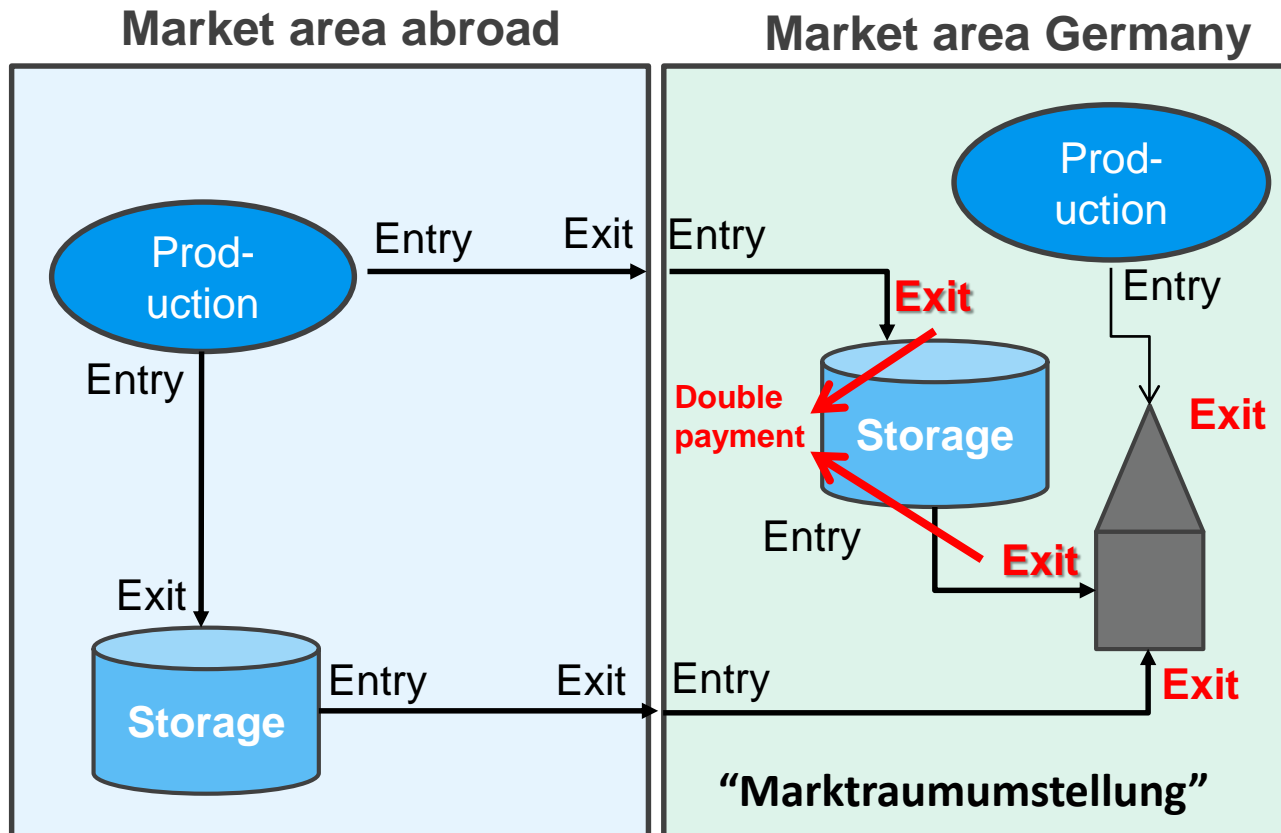 Market area abroad
Market area Germany
Prod-
uction
Entry
Exit
Entry
Exit
Storage
Entry
Exit
Entry
Exit
Double
payment
Storage
Entry
Exit
Prod-
uction
Entry
Exit
Entry
Exit
“Marktraumumstellung”